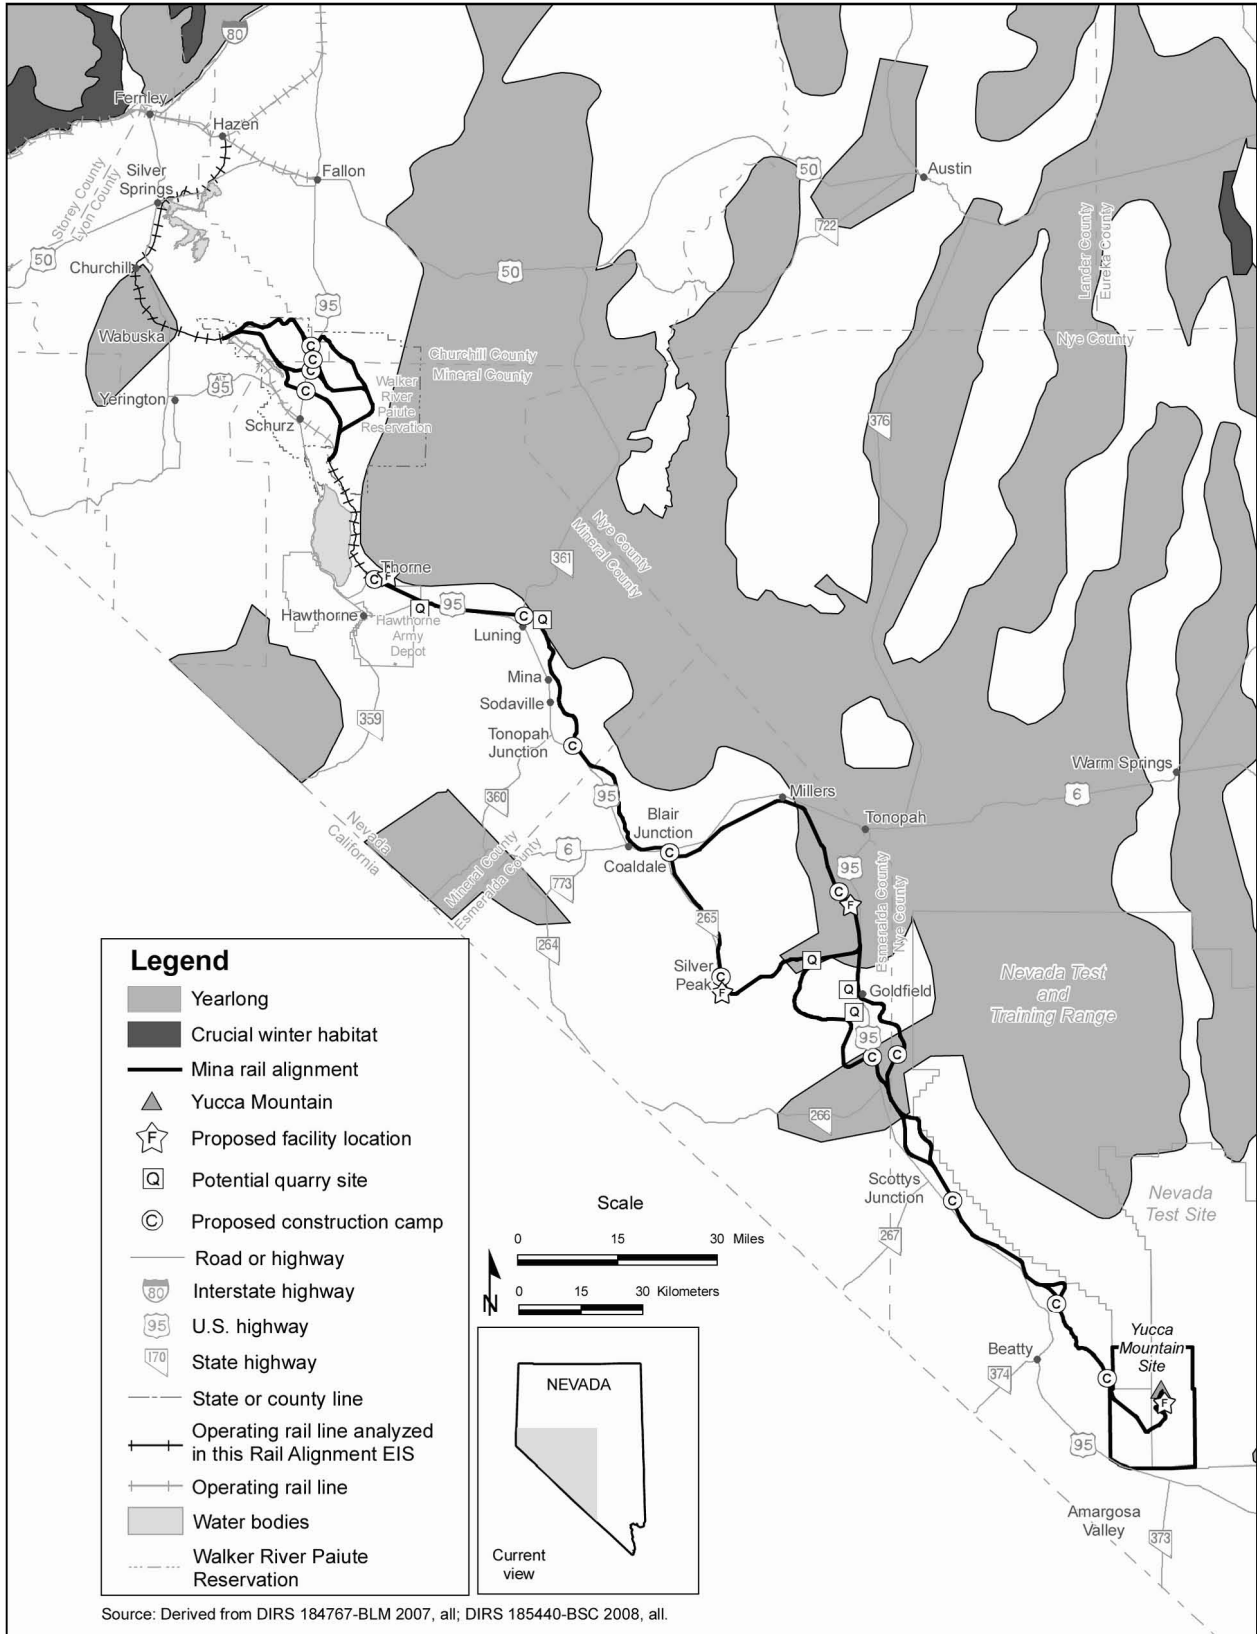 80
Fernley
Hazen
Fallon
Silver
Springs
Storey County
Lyon County
50
Austin
722
50
Churchill
50
Lander County
Eureka County
95
Wabuska
Churchill County
Mineral County
Nye County
ALT
95
Yerington
Walker
River
Paiute
Reservation
Schurz
376
Nye County
Mineral County
361
Thorne
C
F
Q
95
C
Q
Hawthorne
Hawthorne
Army
Depot
Luning
Mina
Sodaville
359
Tonopah
Junction
C
Warm Springs
6
360
95
Millers
Blair
Junction
Tonopah
Nevada
California
6
Coaldale
C
Mineral County
Esmeralda County
773
95
C
F
Esmeralda County
Nye County
265
264
Silver
Peak
C
F
Q
Q
Goldfield
Q
95
C
C
Nevada Test
and
Training Range
266
Scottys
Junction
C
Nevada
Test Site
267
C
Beatty
374
C
Yucca
Mountain
Site
F
95
Amargosa
Valley
373
C
C
C
C
Legend
Yearlong
Crucial winter habitat
Mina rail alignment
Yucca Mountain
F Proposed facility location
Q Potential quarry site
C Proposed construction camp
Road or highway
80 Interstate highway
95 U.S. highway
170 State highway
State or county line
Operating rail line analyzed
in this Rail Alignment EIS
Operating rail line
Water bodies
Walker River Paiute
Reservation
Scale
0 15 30 Miles
0 15 30 Kilometers
N
NEVADA
Current
view
Source: Derived from DIRS 184767-BLM 2007, all; DIRS 185440-BSC 2008, all.